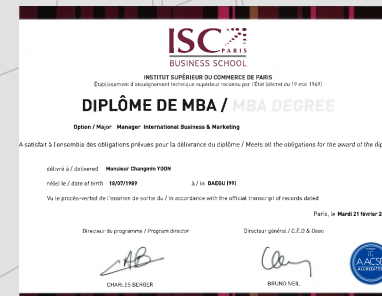 ISC
PARIS
BUSINESS SCHOOL
INSTITUT SUPÉRIEUR DU COMMERCE DE PARIS
Établissement d'enseignement technique supérieur reconnu par l'État (décret du 19 mai 1969)
DIPLÔME DE MBA / MBA DEGREE
Option / Major Manager International Business & Marketing
A satisfait à l'ensemble des obligations prévues pour la délivrance du diplôme / Meets all the obligations for the award of the dip
délivré à / delivered Monsieur Changmin YOON
né(e) le / date of birth 18/07/1989 à / in DAEGU (99)
Vu le procès-verbal de l'examen de sortie du / in accordance with the official transcript of records dated
Paris, le Mardi 21 février 2
Directeur du programme / Program director Directeur général / C.E.O & Dean
CHARLES BERGER BRUNO NEIL
AACSB
ACCREDITED